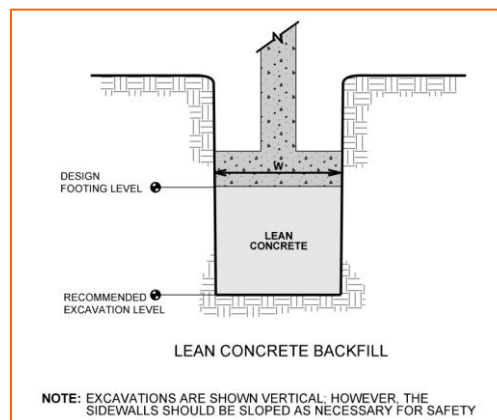 W
DESIGN
FOOTING LEVEL
LEAN
CONCRETE
RECOMMENDED
EXCAVATION LEVEL
LEAN CONCRETE BACKFILL
NOTE: EXCAVATIONS ARE SHOWN VERTICAL; HOWEVER, THE
SIDEWALLS SHOULD BE SLOPED AS NECESSARY FOR SAFETY